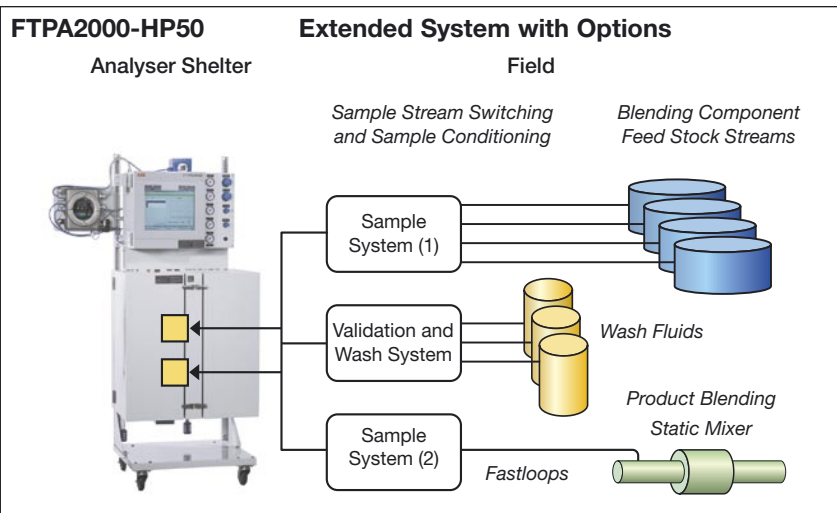 FTPA2000-HP50
Extended System with Options
Analyser Shelter
Field
Sample Stream Switching
and Sample Conditioning
Blending Component
Feed Stock Streams
Sample
System (1)
Validation and
Wash System
Wash Fluids
Product Blending
Static Mixer
Sample
System (2)
Fastloops